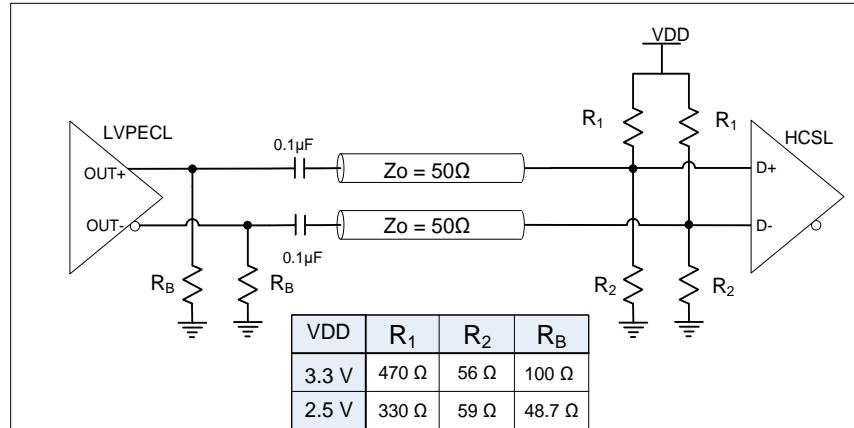 VDD
R1 R1
LVPECL HCSL
0.1µF
OUT+ Zo = 50Ω D+
OUT- Zo = 50Ω D-
0.1µF
RB RB R2 R2
VDD R1 R2 RB
3.3 V 470 Ω 56 Ω 100 Ω
2.5 V 330 Ω 59 Ω 48.7 Ω